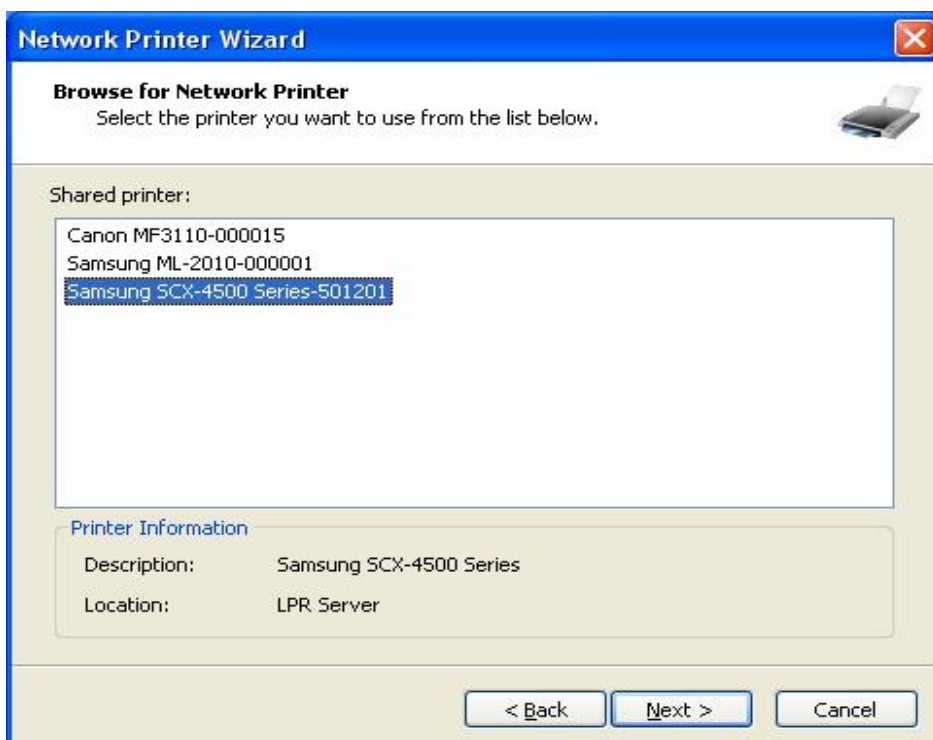 Network Printer Wizard
Browse for Network Printer
Select the printer you want to use from the list below.
Shared printer:
Canon MF3110-000015
Samsung ML-2010-000001
Samsung SCX-4500 Series-501201
Printer Information
Description: Samsung SCX-4500 Series
Location: LPR Server
< Back Next > Cancel